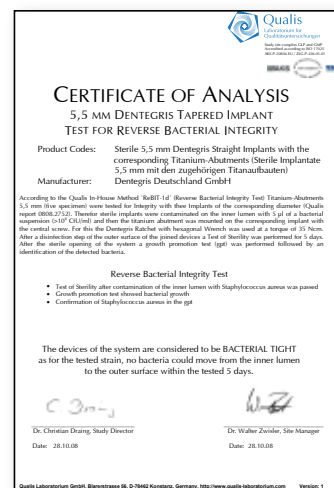 Qualis
Laboratorium für
Qualitätsuntersuchungen
Study site complies GLP and GMP
Accredited according to ISO 17025
CERTIFICATE OF ANALYSIS
5,5 MM DENTEGRIS TAPERED IMPLANT
TEST FOR REVERSE BACTERIAL INTEGRITY
Product Codes: Sterile 5,5 mm Dentegris Straight Implants with the
corresponding Titanium-Abutments (Sterile Implantate
5,5 mm mit den zugehörigen Titanaufbauten)
Manufacturer: Dentegris Deutschland GmbH
According to the Qualis In-House Method ¨ReBIT-1d¨ (Reverse Bacterial Integrity Test) Titanium-Abutments
5,5 mm (five specimen) were tested for Integrity with thee Implants of the corresponding diameter (Qualis
report 0808.2752). Therefor sterile implants were contaminated on the inner lumen with 5 µl of a bacterial
suspension (>10⁶ CfU/ml) and then the titanium abutment was mounted on the corresponding implant with
the central screw. For this the Dentegris Ratchet with hexagonal Wrench was used at a torque of 35 Ncm.
After a disinfection step of the outer surface of the joined devices a Test of Sterility was performed for 5 days.
After the sterile opening of the system a growth promotion test (gpt) was performed followed by an
identification of the detected bacteria.
Reverse Bacterial Integrity Test
• Test of Sterility after contamination of the inner lumen with Staphylococcus aureus was passed
• Growth promotion test showed bacterial growth
• Confirmation of Staphylococcus aureus in the gpt
The devices of the system are considered to be BACTERIAL TIGHT
as for the tested strain, no bacteria could move from the inner lumen
to the outer surface within the tested 5 days.
Dr. Christian Draing, Study Director Dr. Walter Zwisler, Site Manager
Date: 28.10.08 Date: 28.10.08
Qualis Laboratorium GmbH, Blarerstrasse 56, D-78462 Konstanz, Germany, http://www.qualis-laboratorium.com Version: 1